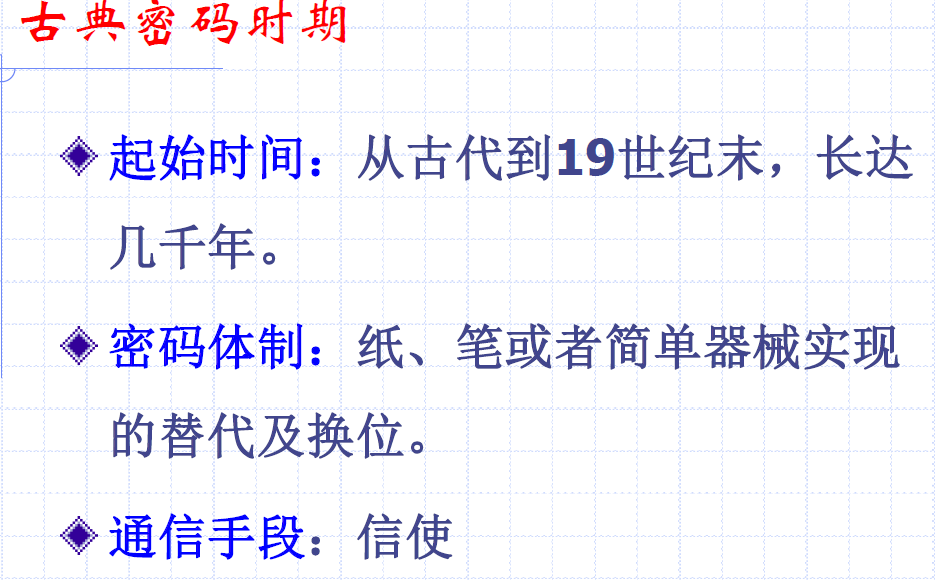 古典密码时期
起始时间：从古代到19世纪末，长达
几千年。
密码体制：纸、笔或者简单器械实现
的替代及换位。
通信手段：信使